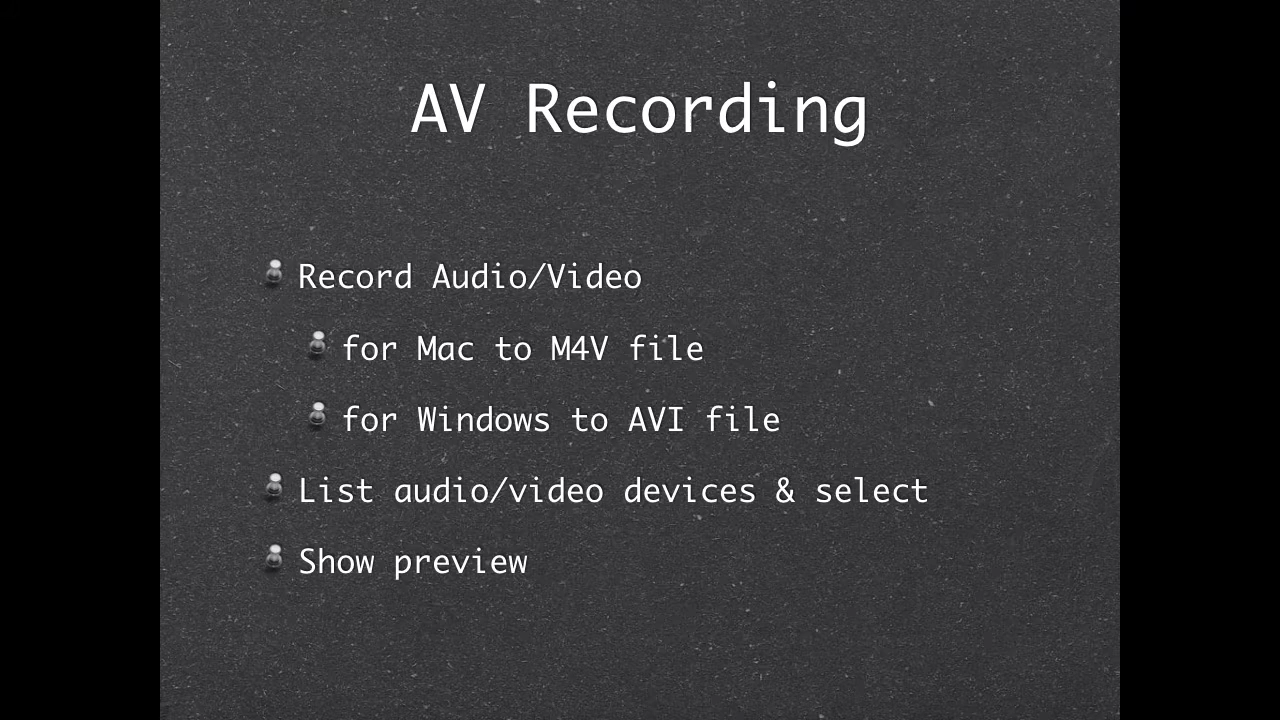 AV Recording
Record Audio/Video
for Mac to M4V file
for Windows to AVI file
List audio/video devices & select
Show preview